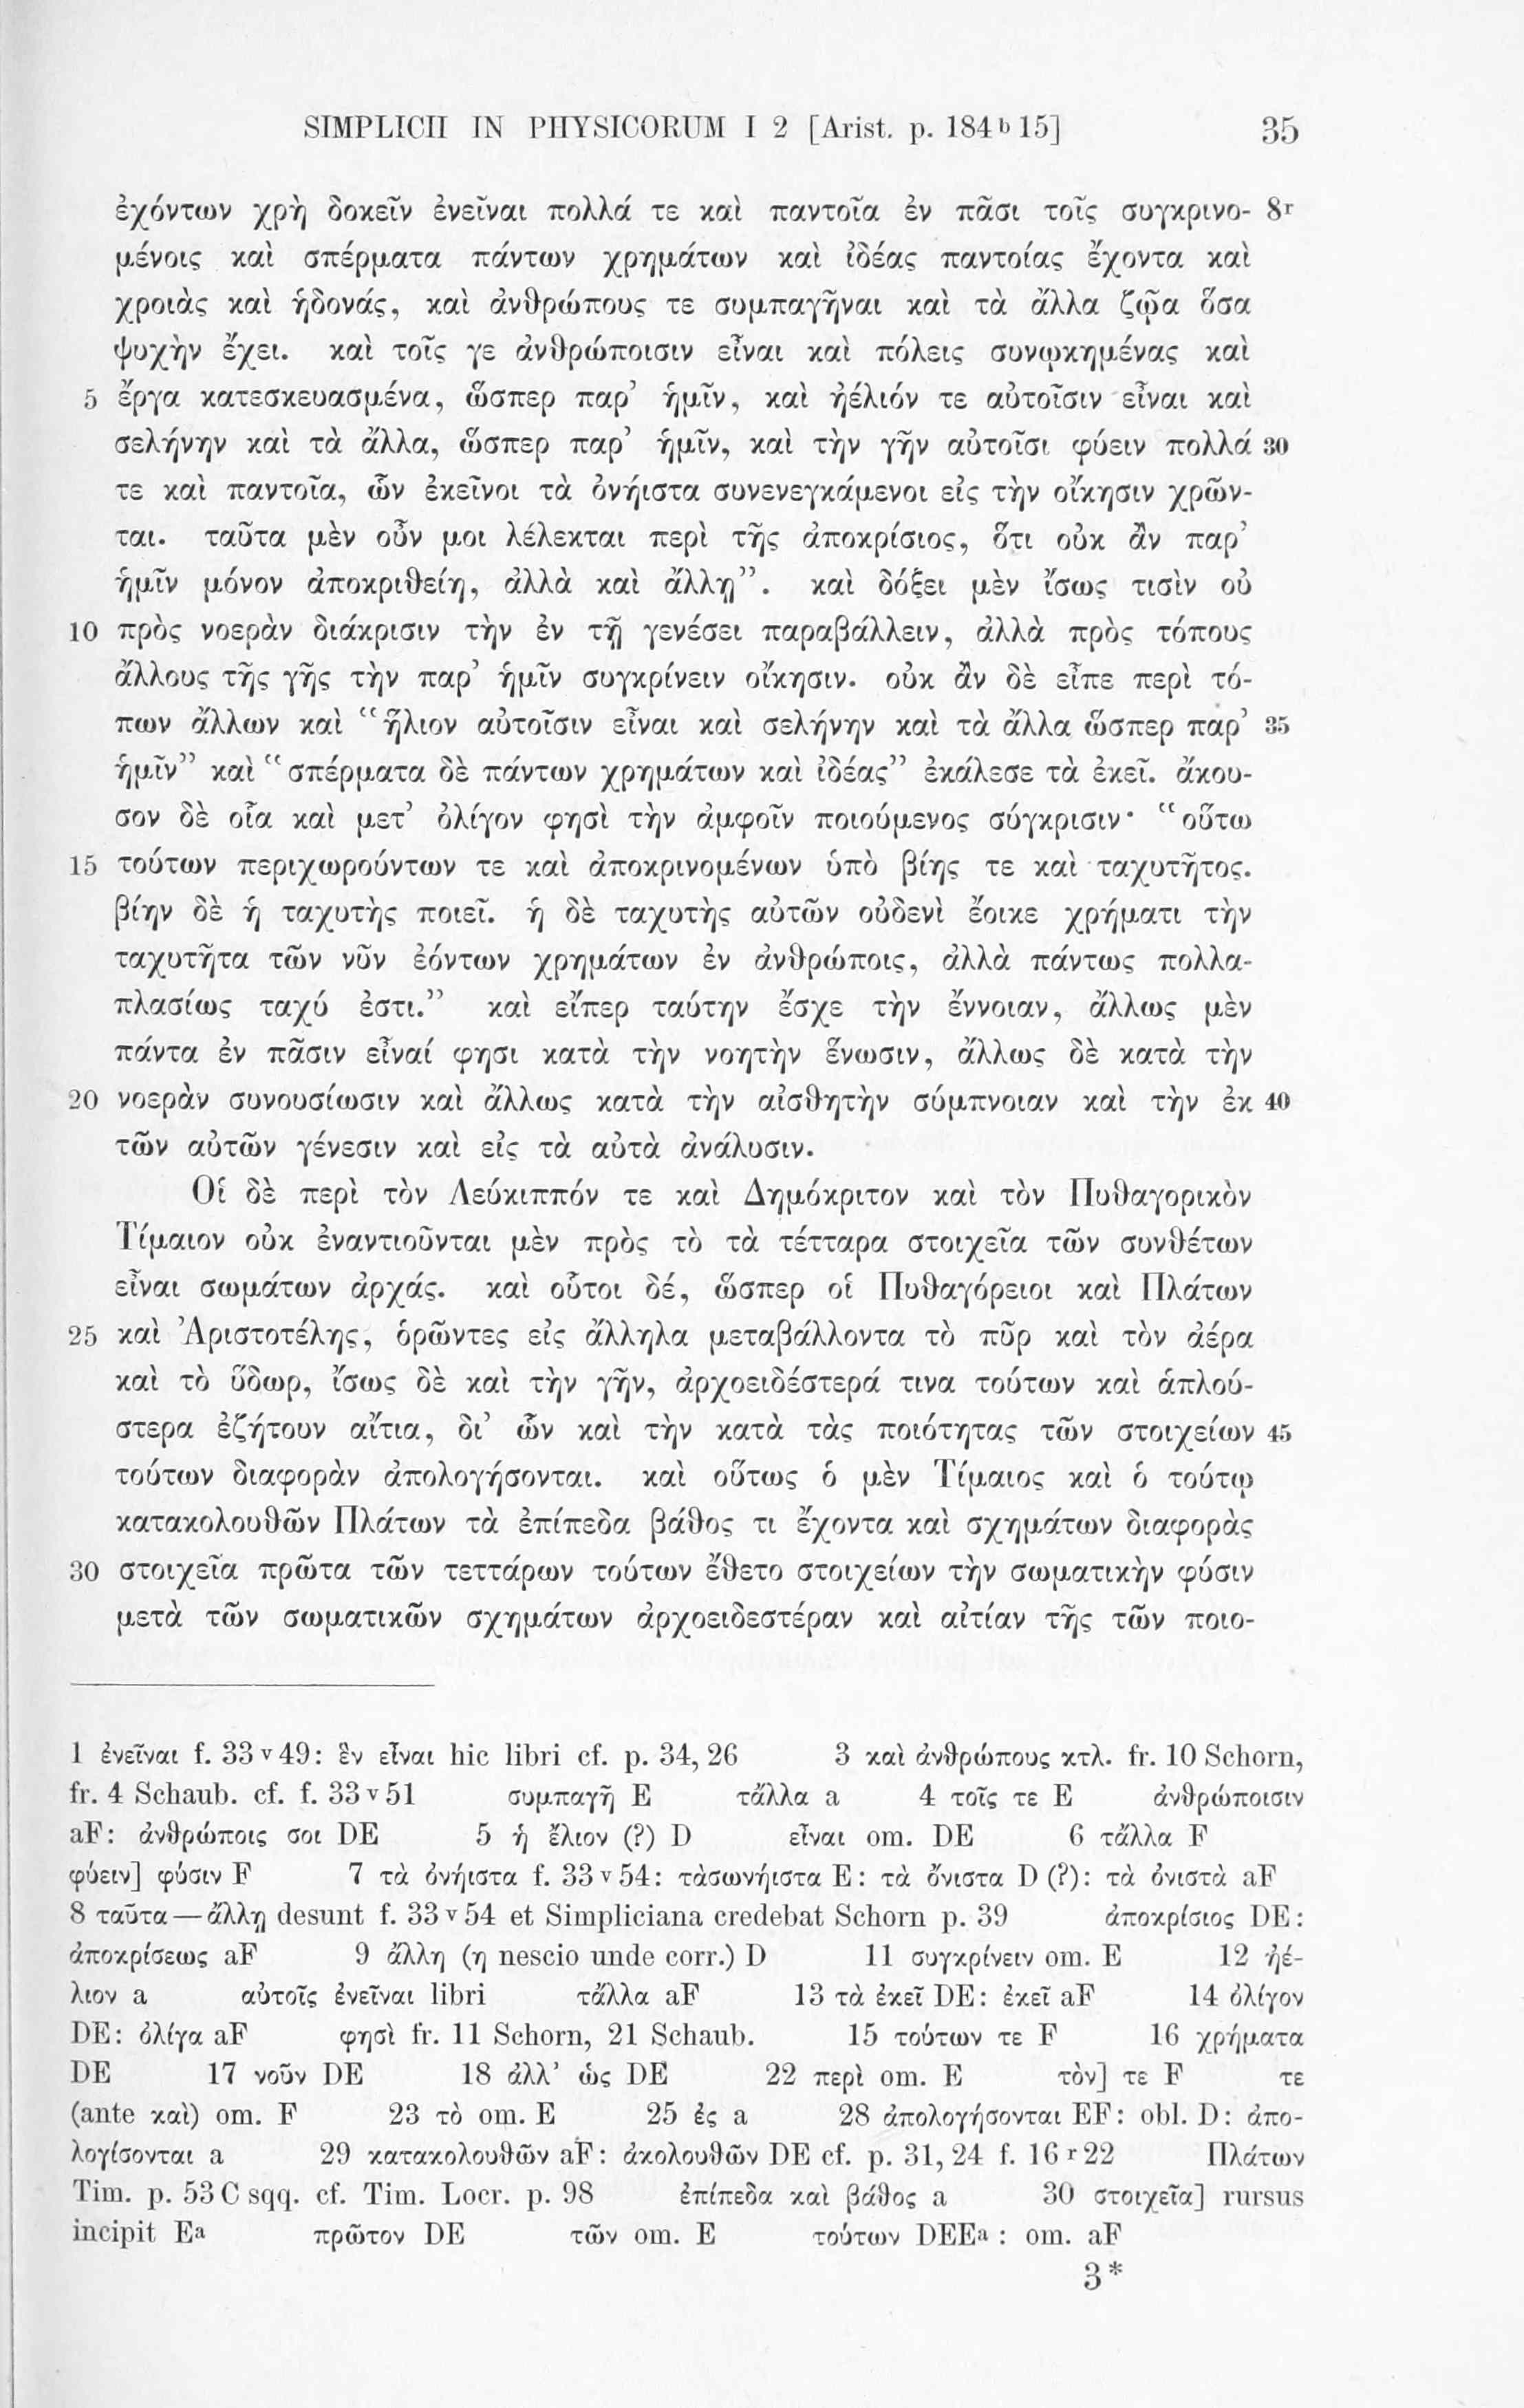 SIMPLICII IN PHYSICORUM I 2 [Arist. p. 184ᵇ15] 35
ἐχόντων χρὴ δοκεῖν ἐνεῖναι πολλά τε καὶ παντοῖα ἐν πᾶσι τοῖς συγκρινο- 8ʳ
μένοις καὶ σπέρματα πάντων χρημάτων καὶ ἰδέας παντοίας ἔχοντα καὶ
χροιὰς καὶ ἡδονάς, καὶ ἀνθρώπους τε συμπαγῆναι καὶ τὰ ἄλλα ζῷα ὅσα
ψυχὴν ἔχει. καὶ τοῖς γε ἀνθρώποισιν εἶναι καὶ πόλεις συνῳκημένας καὶ
5 ἔργα κατεσκευασμένα, ὥσπερ παρ’ ἡμῖν, καὶ ἠέλιόν τε αὐτοῖσιν εἶναι καὶ
σελήνην καὶ τὰ ἄλλα, ὥσπερ παρ’ ἡμῖν, καὶ τὴν γῆν αὐτοῖσι φύειν πολλά 30
τε καὶ παντοῖα, ὧν ἐκεῖνοι τὰ ὀνήιστα συνενεγκάμενοι εἰς τὴν οἴκησιν χρῶν-
ται. ταῦτα μὲν οὖν μοι λέλεκται περὶ τῆς ἀποκρίσιος, ὅτι οὐκ ἂν παρ’
ἡμῖν μόνον ἀποκριθείη, ἀλλὰ καὶ ἄλλῃ”. καὶ δόξει μὲν ἴσως τισὶν οὐ
10 πρὸς νοερὰν διάκρισιν τὴν ἐν τῇ γενέσει παραβάλλειν, ἀλλὰ πρὸς τόπους
ἄλλους τῆς γῆς τὴν παρ’ ἡμῖν συγκρίνειν οἴκησιν. οὐκ ἂν δὲ εἶπε περὶ τό-
πων ἄλλων καὶ “ἥλιον αὐτοῖσιν εἶναι καὶ σελήνην καὶ τὰ ἄλλα ὥσπερ παρ’ 35
ἡμῖν” καὶ “σπέρματα δὲ πάντων χρημάτων καὶ ἰδέας” ἐκάλεσε τὰ ἐκεῖ. ἄκου-
σον δὲ οἷα καὶ μετ’ ὀλίγον φησὶ τὴν ἀμφοῖν ποιούμενος σύγκρισιν· “οὕτω
15 τούτων περιχωρούντων τε καὶ ἀποκρινομένων ὑπὸ βίης τε καὶ ταχυτῆτος.
βίην δὲ ἡ ταχυτὴς ποιεῖ. ἡ δὲ ταχυτὴς αὐτῶν οὐδενὶ ἔοικε χρήματι τὴν
ταχυτῆτα τῶν νῦν ἐόντων χρημάτων ἐν ἀνθρώποις, ἀλλὰ πάντως πολλα-
πλασίως ταχύ ἐστι.” καὶ εἴπερ ταύτην ἔσχε τὴν ἔννοιαν, ἄλλως μὲν
πάντα ἐν πᾶσιν εἶναί φησι κατὰ τὴν νοητὴν ἕνωσιν, ἄλλως δὲ κατὰ τὴν
20 νοερὰν συνουσίωσιν καὶ ἄλλως κατὰ τὴν αἰσθητὴν σύμπνοιαν καὶ τὴν ἐκ 40
τῶν αὐτῶν γένεσιν καὶ εἰς τὰ αὐτὰ ἀνάλυσιν.
Οἱ δὲ περὶ τὸν Λεύκιππόν τε καὶ Δημόκριτον καὶ τὸν Πυθαγορικὸν
Τίμαιον οὐκ ἐναντιοῦνται μὲν πρὸς τὸ τὰ τέτταρα στοιχεῖα τῶν συνθέτων
εἶναι σωμάτων ἀρχάς. καὶ οὗτοι δέ, ὥσπερ οἱ Πυθαγόρειοι καὶ Πλάτων
25 καὶ Ἀριστοτέλης, ὁρῶντες εἰς ἄλληλα μεταβάλλοντα τὸ πῦρ καὶ τὸν ἀέρα
καὶ τὸ ὕδωρ, ἴσως δὲ καὶ τὴν γῆν, ἀρχοειδέστερά τινα τούτων καὶ ἁπλού-
στερα ἐζήτουν αἴτια, δι’ ὧν καὶ τὴν κατὰ τὰς ποιότητας τῶν στοιχείων 45
τούτων διαφορὰν ἀπολογήσονται. καὶ οὕτως ὁ μὲν Τίμαιος καὶ ὁ τούτῳ
κατακολουθῶν Πλάτων τὰ ἐπίπεδα βάθος τι ἔχοντα καὶ σχημάτων διαφορὰς
30 στοιχεῖα πρῶτα τῶν τεττάρων τούτων ἔθετο στοιχείων τὴν σωματικὴν φύσιν
μετὰ τῶν σωματικῶν σχημάτων ἀρχοειδεστέραν καὶ αἰτίαν τῆς τῶν ποιο-
1 ἐνεῖναι f. 33ᵛ49: ἓν εἶναι hic libri cf. p. 34, 26 3 καὶ ἀνθρώπους κτλ. fr. 10 Schorn,
fr. 4 Schaub. cf. f. 33ᵛ51 συμπαγῆ E τἄλλα a 4 τοῖς τε E ἀνθρώποισιν
aF: ἀνθρώποις σοι DE 5 ἡ ἔλιον (?) D εἶναι om. DE 6 τἄλλα F
φύειν] φύσιν F 7 τὰ ὀνήιστα f. 33ᵛ54: τὰσωνήιστα E: τὰ ὄνιστα D (?): τὰ ὀνιστὰ aF
8 ταῦτα—ἄλλῃ desunt f. 33ᵛ54 et Simpliciana credebat Schorn p. 39 ἀποκρίσιος DE:
ἀποκρίσεως aF 9 ἄλλη (η nescio unde corr.) D 11 συγκρίνειν om. E 12 ἠέ-
λιον a αὐτοῖς ἐνεῖναι libri τἄλλα aF 13 τὰ ἐκεῖ DE: ἐκεῖ aF 14 ὀλίγον
DE: ὀλίγα aF φησὶ fr. 11 Schorn, 21 Schaub. 15 τούτων τε F 16 χρήματα
DE 17 νοῦν DE 18 ἀλλ’ ὡς DE 22 περὶ om. E τὸν] τε F τε
(ante καὶ) om. F 23 τὸ om. E 25 ἐς a 28 ἀπολογήσονται EF: obl. D: ἀπο-
λογίσονται a 29 κατακολουθῶν aF: ἀκολουθῶν DE cf. p. 31, 24 f. 16ʳ22 Πλάτων
Tim. p. 53 C sqq. cf. Tim. Locr. p. 98 ἐπίπεδα καὶ βάθος a 30 στοιχεῖα] rursus
incipit Eᵃ πρῶτον DE τῶν om. E τούτων DEEᵃ: om. aF
3*